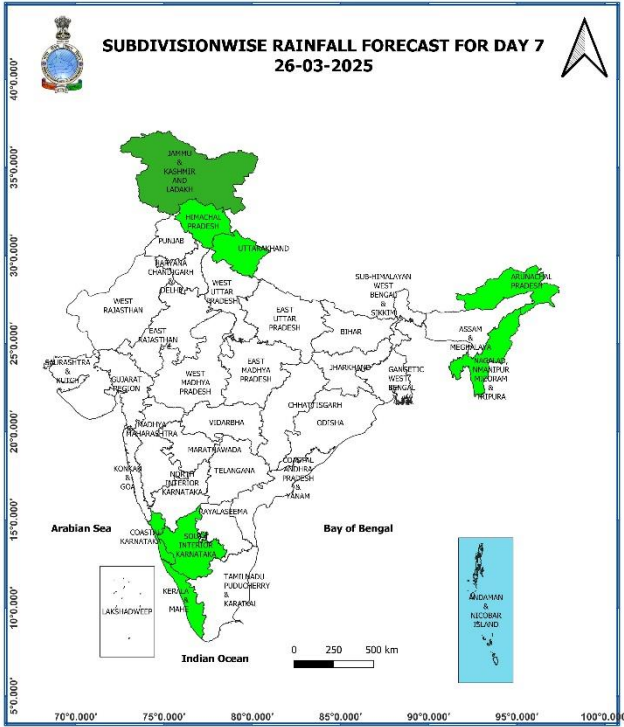 SUBDIVISIONWISE RAINFALL FORECAST FOR DAY 7
26-03-2025
40°0.000'
35°0.000'
30°0.000'
25°0.000'
20°0.000'
15°0.000'
10°0.000'
5°0.000'
JAMMU
&
KASHMIR
AND
LADAKH
HIMACHAL
PRADESH
PUNJAB
UTTARAKHAND
HARYANA
CHANDIGARH
&
DELHI
WEST
UTTAR
PRADESH
SUB-HIMALAYAN
WEST
BENGAL
&
SIKKIM
ARUNACHAL
PRADESH
WEST
RAJASTHAN
EAST
RAJASTHAN
EAST
UTTAR
PRADESH
BIHAR
ASSAM
&
MEGHALAYA
NAGALAD
NMANIPUR
MIZORAM
&
TRIPURA
SAURASHTRA
&
KUTCH
GUJARAT
REGION
WEST
MADHYA
PRADESH
EAST
MADHYA
PRADESH
JHARKHAND
GANGETIC
WEST
BENGAL
CHHATTISGARH
ODISHA
MADHYA
MAHARASHTRA
VIDARBHA
MARATHAWADA
TELANGANA
COASTAL
ANDHRA
PRADESH
&
YANAM
KONKAN
&
GOA
NORTH
INTERIOR
KARNATAKA
RAYALASEEMA
Arabian Sea
Bay of Bengal
COASTAL
KARNATAKA
SOUTH
INTERIOR
KARNATAKA
TAMILNADU
PUDUCHERRY
&
KARAIKAL
KERALA
&
MAHE
LAKSHADWEEP
ANDAMAN
&
NICOBAR
ISLAND
Indian Ocean
0 250 500 km
70°0.000' 75°0.000' 80°0.000' 85°0.000' 90°0.000' 95°0.000' 100°0.00